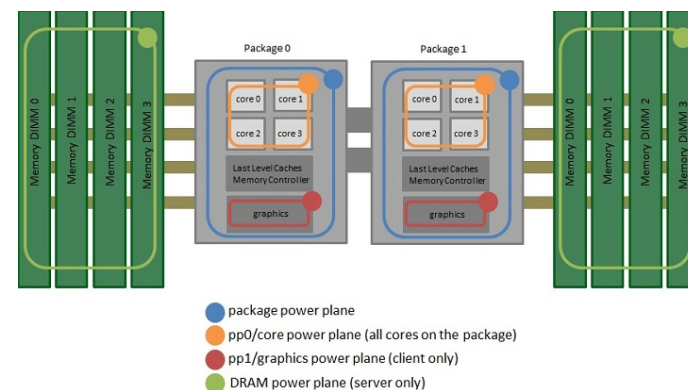 Package 0
Package 1
Memory DIMM 0
Memory DIMM 1
Memory DIMM 2
Memory DIMM 3
core 0
core 1
core 2
core 3
Last Level Caches
Memory Controller
graphics
core 0
core 1
core 2
core 3
Last Level Caches
Memory Controller
graphics
Memory DIMM 0
Memory DIMM 1
Memory DIMM 2
Memory DIMM 3
package power plane
pp0/core power plane (all cores on the package)
pp1/graphics power plane (client only)
DRAM power plane (server only)